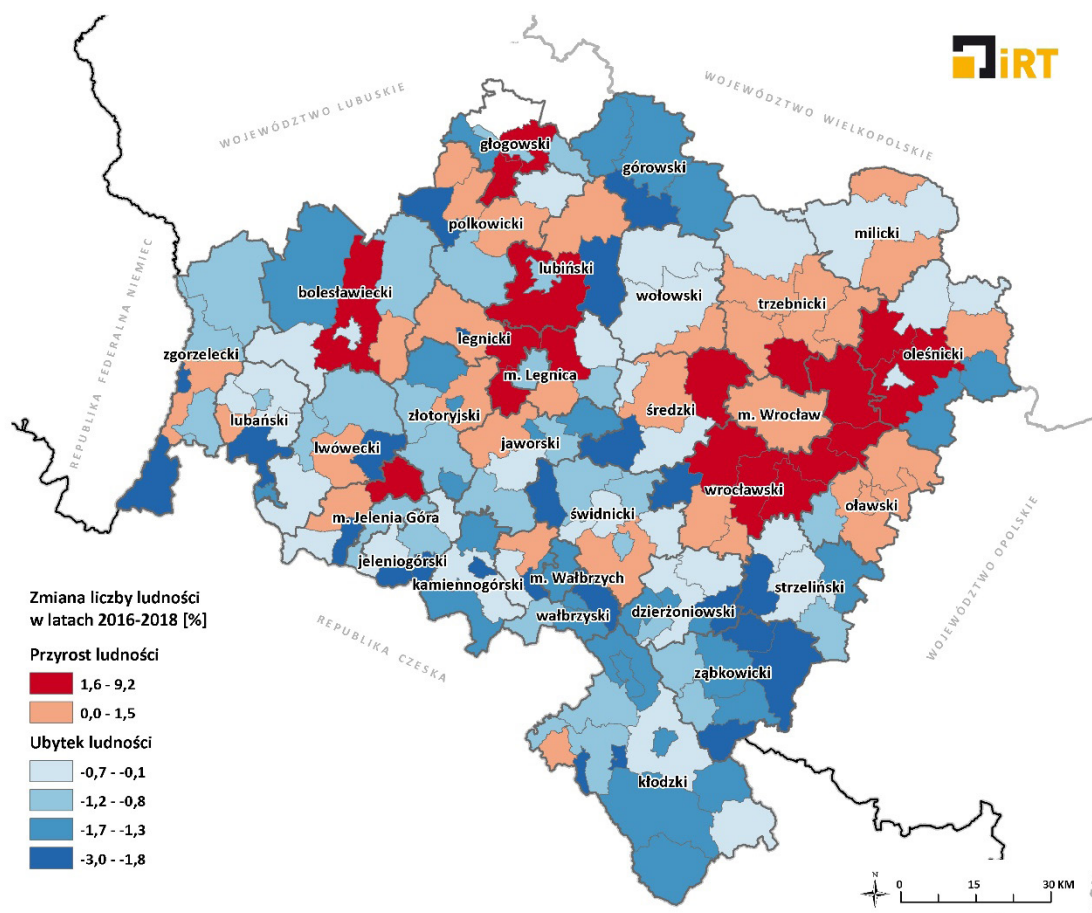 iRT
WOJEWÓDZTWO LUBUSKIE
WOJEWÓDZTWO WIELKOPOLSKIE
głogowski
górowski
polkowicki
milicki
lubiński
bolesławiecki
wołowski
trzebnicki
REPUBLIKA FEDERALNA NIEMIEC
legnicki
zgorzelecki
oleśnicki
m. Legnica
średzki
m. Wrocław
lubański
złotoryjski
lwówecki
jaworski
wrocławski
oławski
m. Jelenia Góra
świdnicki
jeleniogórski
kamiennogórski
m. Wałbrzych
strzeliński
wałbrzyski
dzierżoniowski
REPUBLIKA CZESKA
WOJEWÓDZTWO OPOLSKIE
ząbkowicki
kłodzki
Zmiana liczby ludności
w latach 2016-2018 [%]
Przyrost ludności
1,6 - 9,2
0,0 - 1,5
Ubytek ludności
-0,7 - -0,1
-1,2 - -0,8
-1,7 - -1,3
-3,0 - -1,8
N
0 15 30 KM